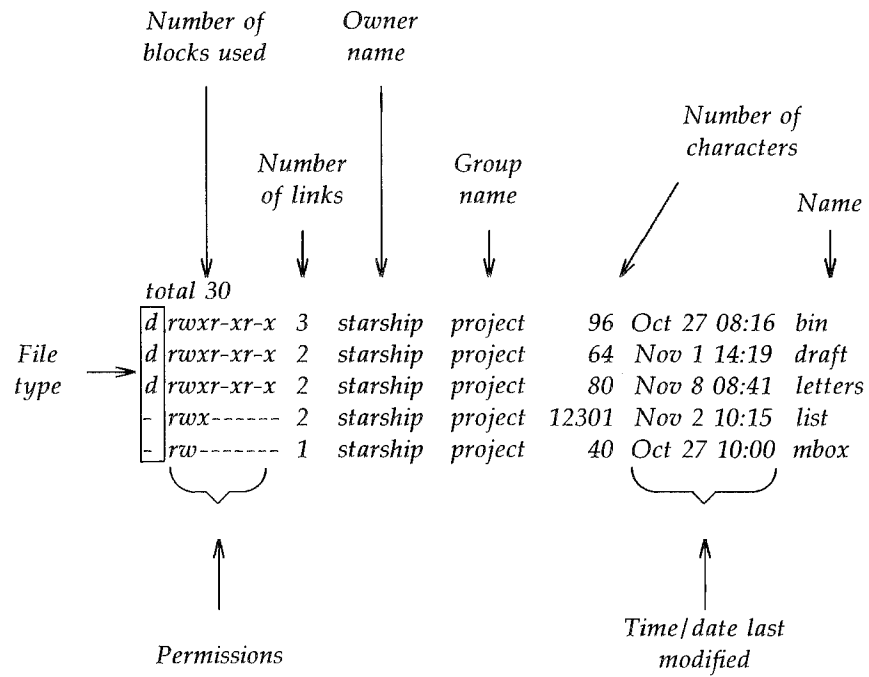 Number of
blocks used
Owner
name
Number of
characters
Number
of links
Group
name
Name
total 30
d rwxr-xr-x 3 starship project 96 Oct 27 08:16 bin
d rwxr-xr-x 2 starship project 64 Nov 1 14:19 draft
d rwxr-xr-x 2 starship project 80 Nov 8 08:41 letters
- rwx------ 2 starship project 12301 Nov 2 10:15 list
- rw------- 1 starship project 40 Oct 27 10:00 mbox
File
type
Permissions
Time/date last
modified